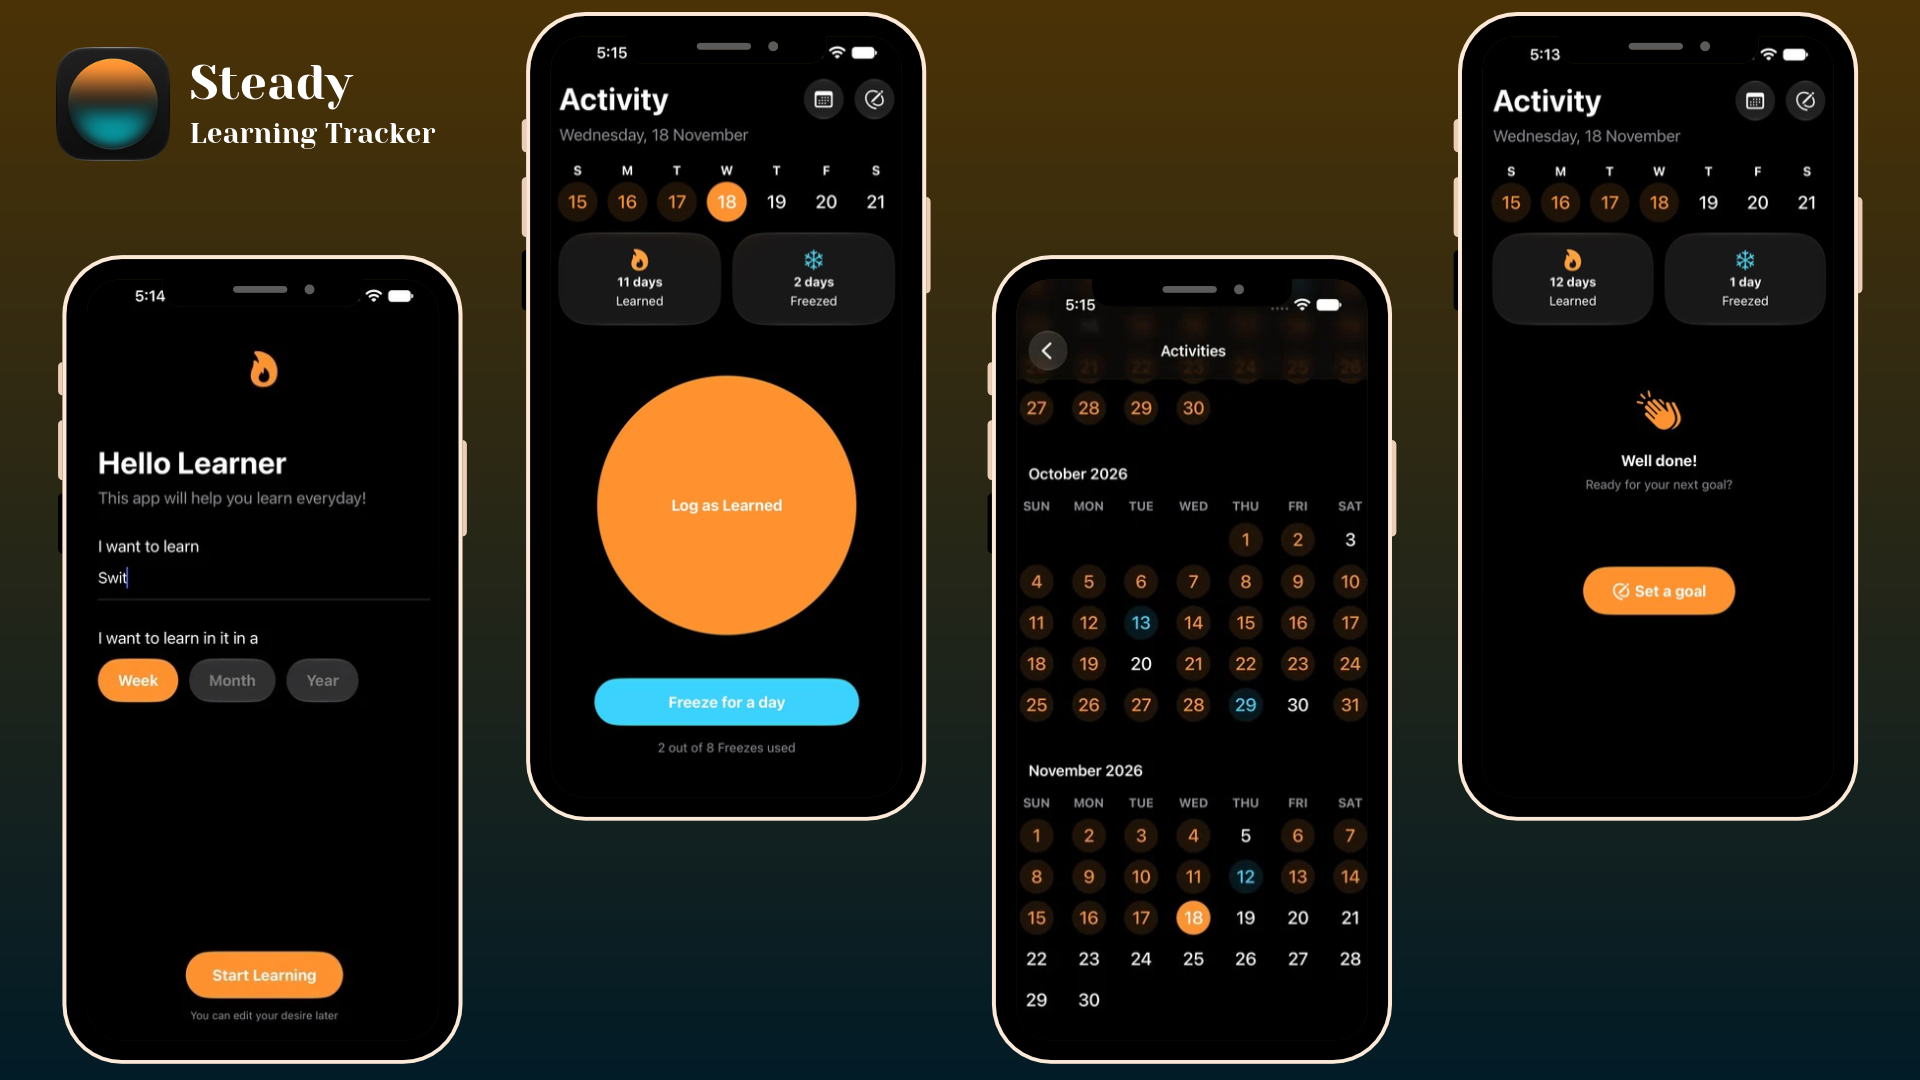 Steady
Learning Tracker
5:14
Hello Learner
This app will help you learn everyday!
I want to learn
Swit
I want to learn in it in a
Week Month Year
Start Learning
You can edit your desire later
5:15
Activity
Wednesday, 18 November
S M T W T F S
15 16 17 18 19 20 21
11 days
Learned
2 days
Freezed
Log as Learned
Freeze for a day
2 out of 8 Freezes used
5:15
Activities
21 22 23 24 25 26
27 28 29 30
October 2026
SUN MON TUE WED THU FRI SAT
1 2 3
4 5 6 7 8 9 10
11 12 13 14 15 16 17
18 19 20 21 22 23 24
25 26 27 28 29 30 31
November 2026
SUN MON TUE WED THU FRI SAT
1 2 3 4 5 6 7
8 9 10 11 12 13 14
15 16 17 18 19 20 21
22 23 24 25 26 27 28
29 30
5:13
Activity
Wednesday, 18 November
S M T W T F S
15 16 17 18 19 20 21
12 days
Learned
1 day
Freezed
Well done!
Ready for your next goal?
Set a goal